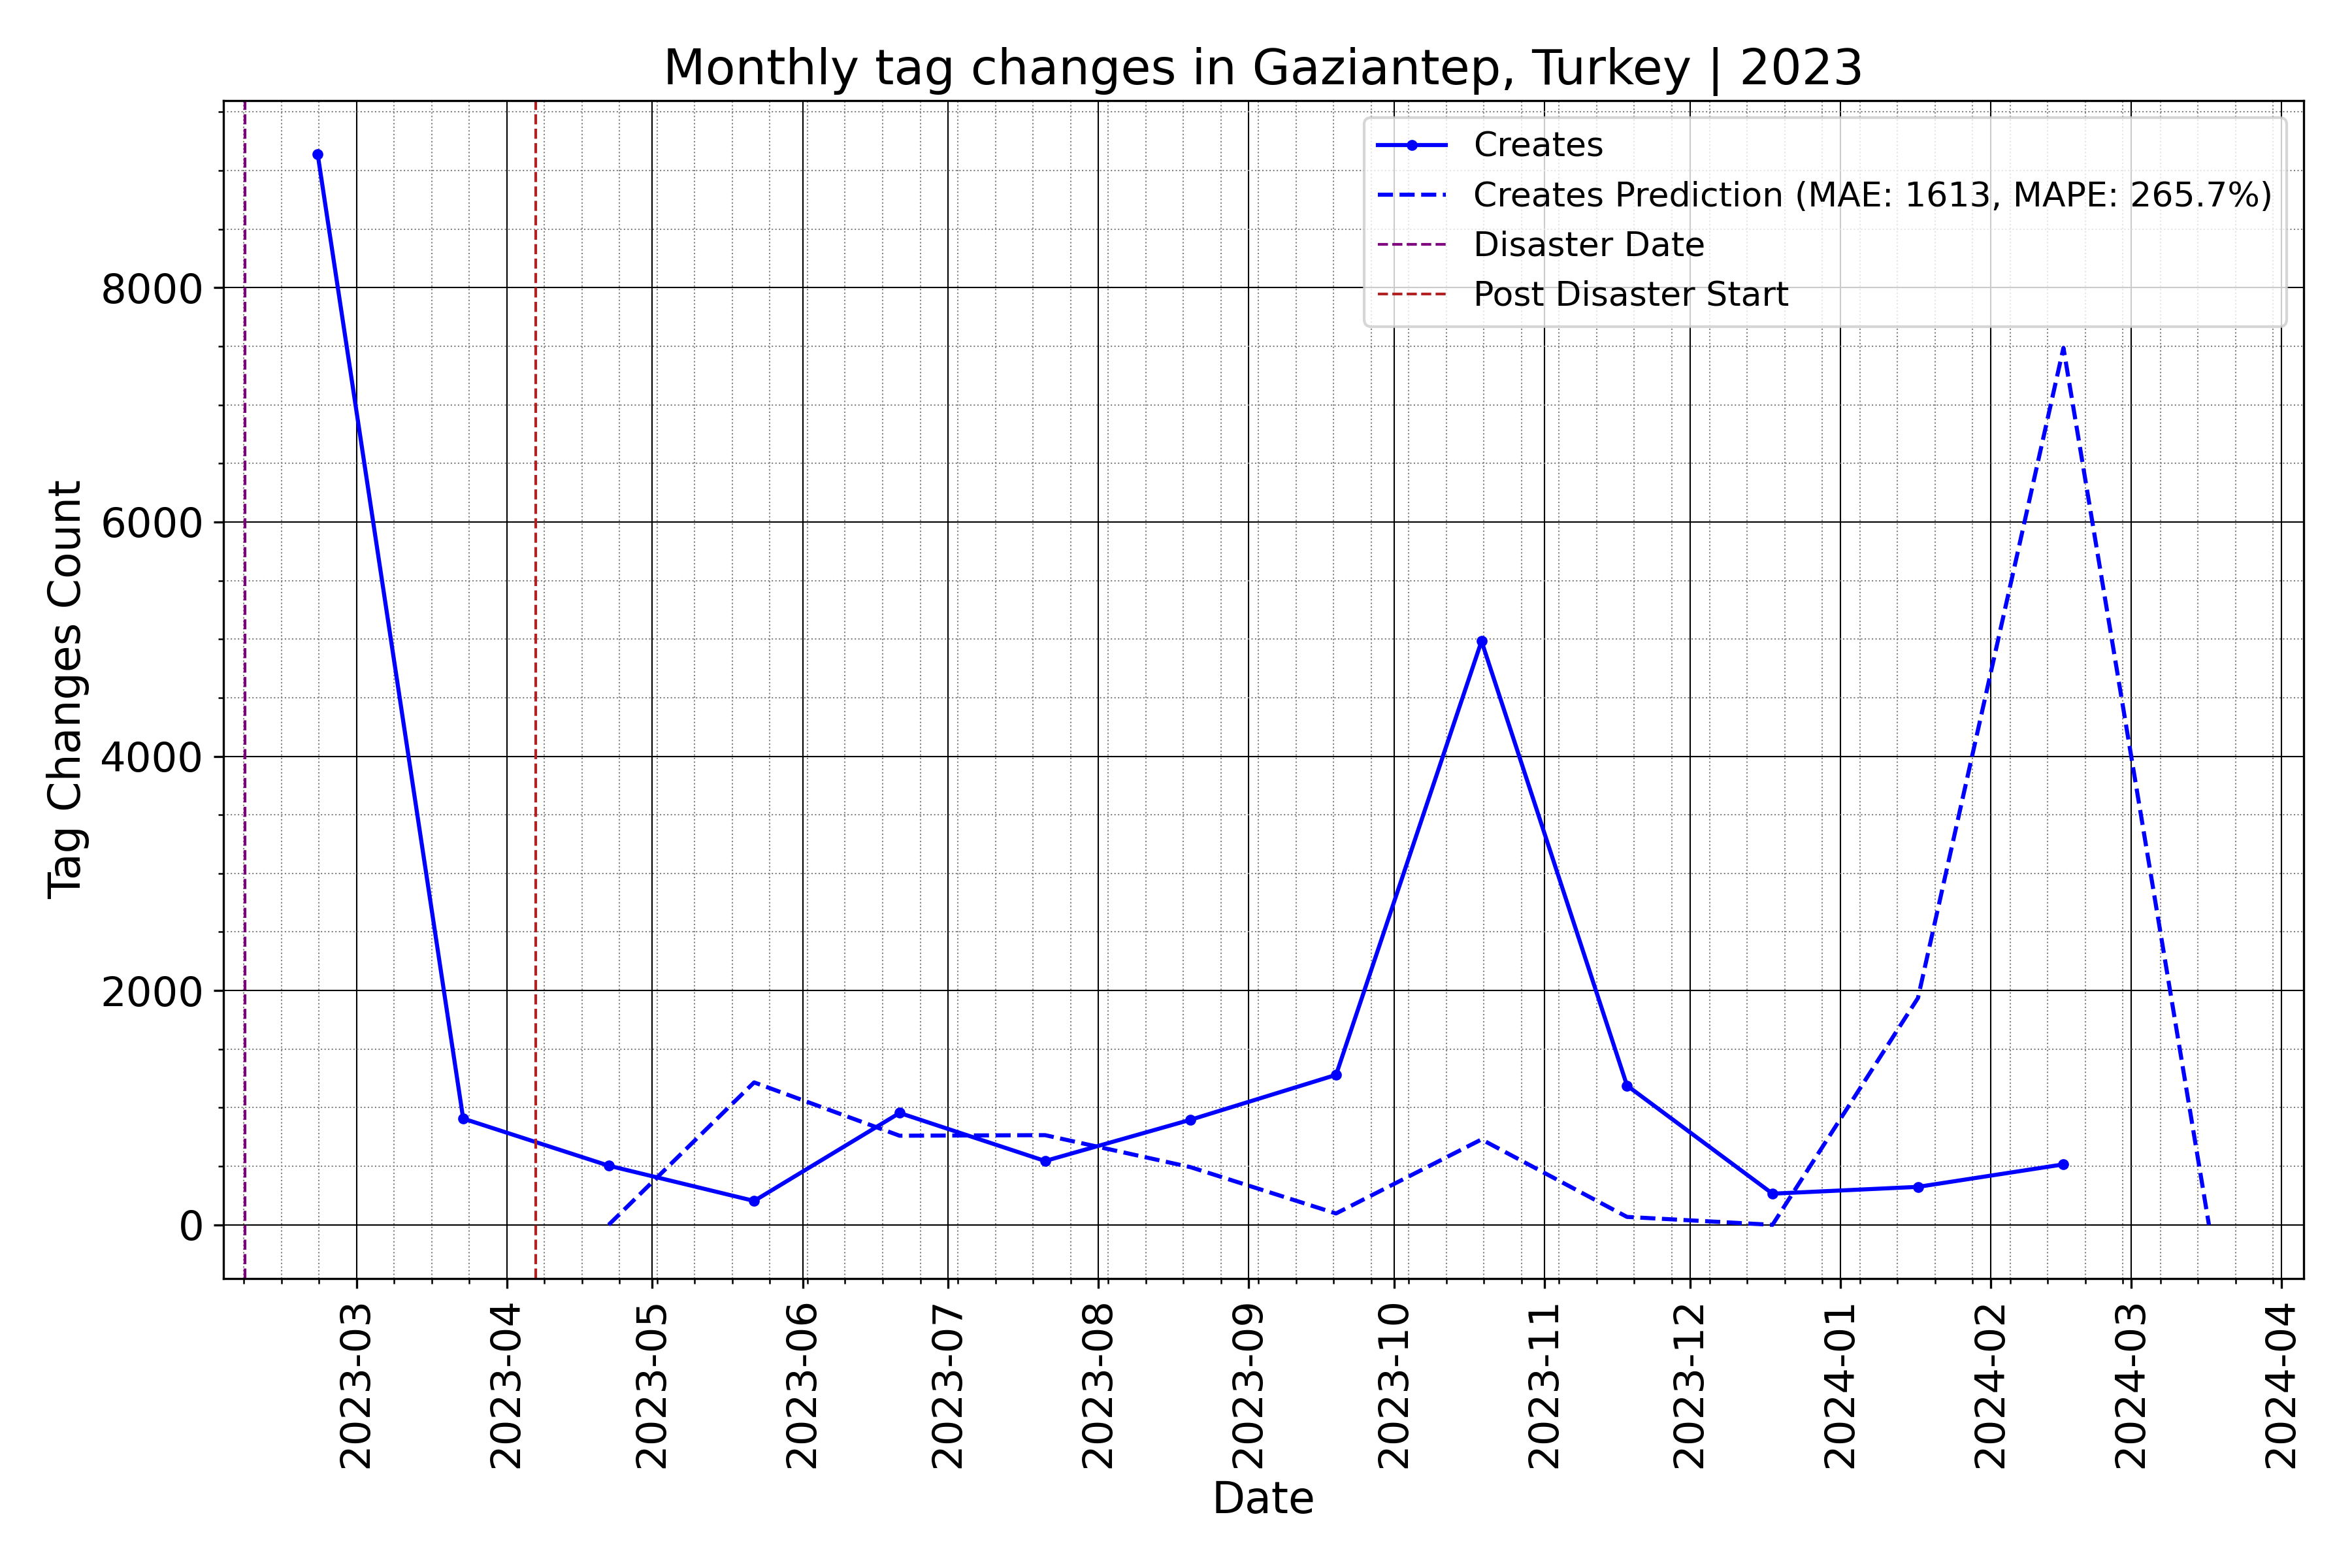 Monthly tag changes in Gaziantep, Turkey | 2023
Creates
Creates Prediction (MAE: 1613, MAPE: 265.7%)
Disaster Date
Post Disaster Start
Tag Changes Count
8000
6000
4000
2000
0
2023-03
2023-04
2023-05
2023-06
2023-07
2023-08
2023-09
2023-10
2023-11
2023-12
2024-01
2024-02
2024-03
2024-04
Date